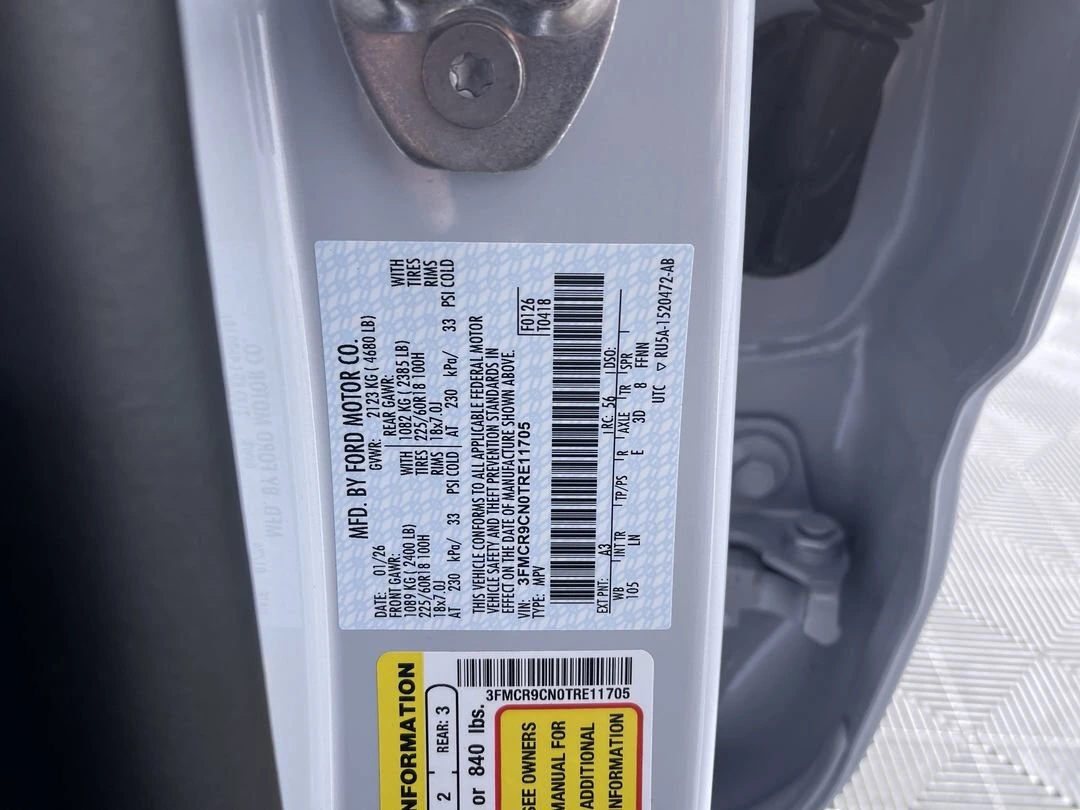 MFD. BY FORD MOTOR CO.
DATE: 01/26 GVWR: 2123 KG ( 4680 LB)
FRONT GAWR: REAR GAWR:
1089 KG ( 2400 LB) WITH 1082 KG ( 2385 LB) WITH
225/60R18 100H TIRES 225/60R18 100H TIRES
18x7.0J RIMS 18x7.0J RIMS
AT 230 kPa/ 33 PSI COLD AT 230 kPa/ 33 PSI COLD
THIS VEHICLE CONFORMS TO ALL APPLICABLE FEDERAL MOTOR
VEHICLE SAFETY AND THEFT PREVENTION STANDARDS IN
EFFECT ON THE DATE OF MANUFACTURE SHOWN ABOVE.
VIN: 3FMCR9CN0TRE11705 F0126
TYPE: MPV T0418
EXT PNT: A3 RC: 56 DSO:
WB INT TR TP/PS R AXLE TR SPR
105 LN E 3D 8 FFNN
UTC ▽ RU5A-1520472-AB
NFORMATION
2 REAR: 3
or 840 lbs.
3FMCR9CN0TRE11705
SEE OWNERS
MANUAL FOR
ADDITIONAL
INFORMATION